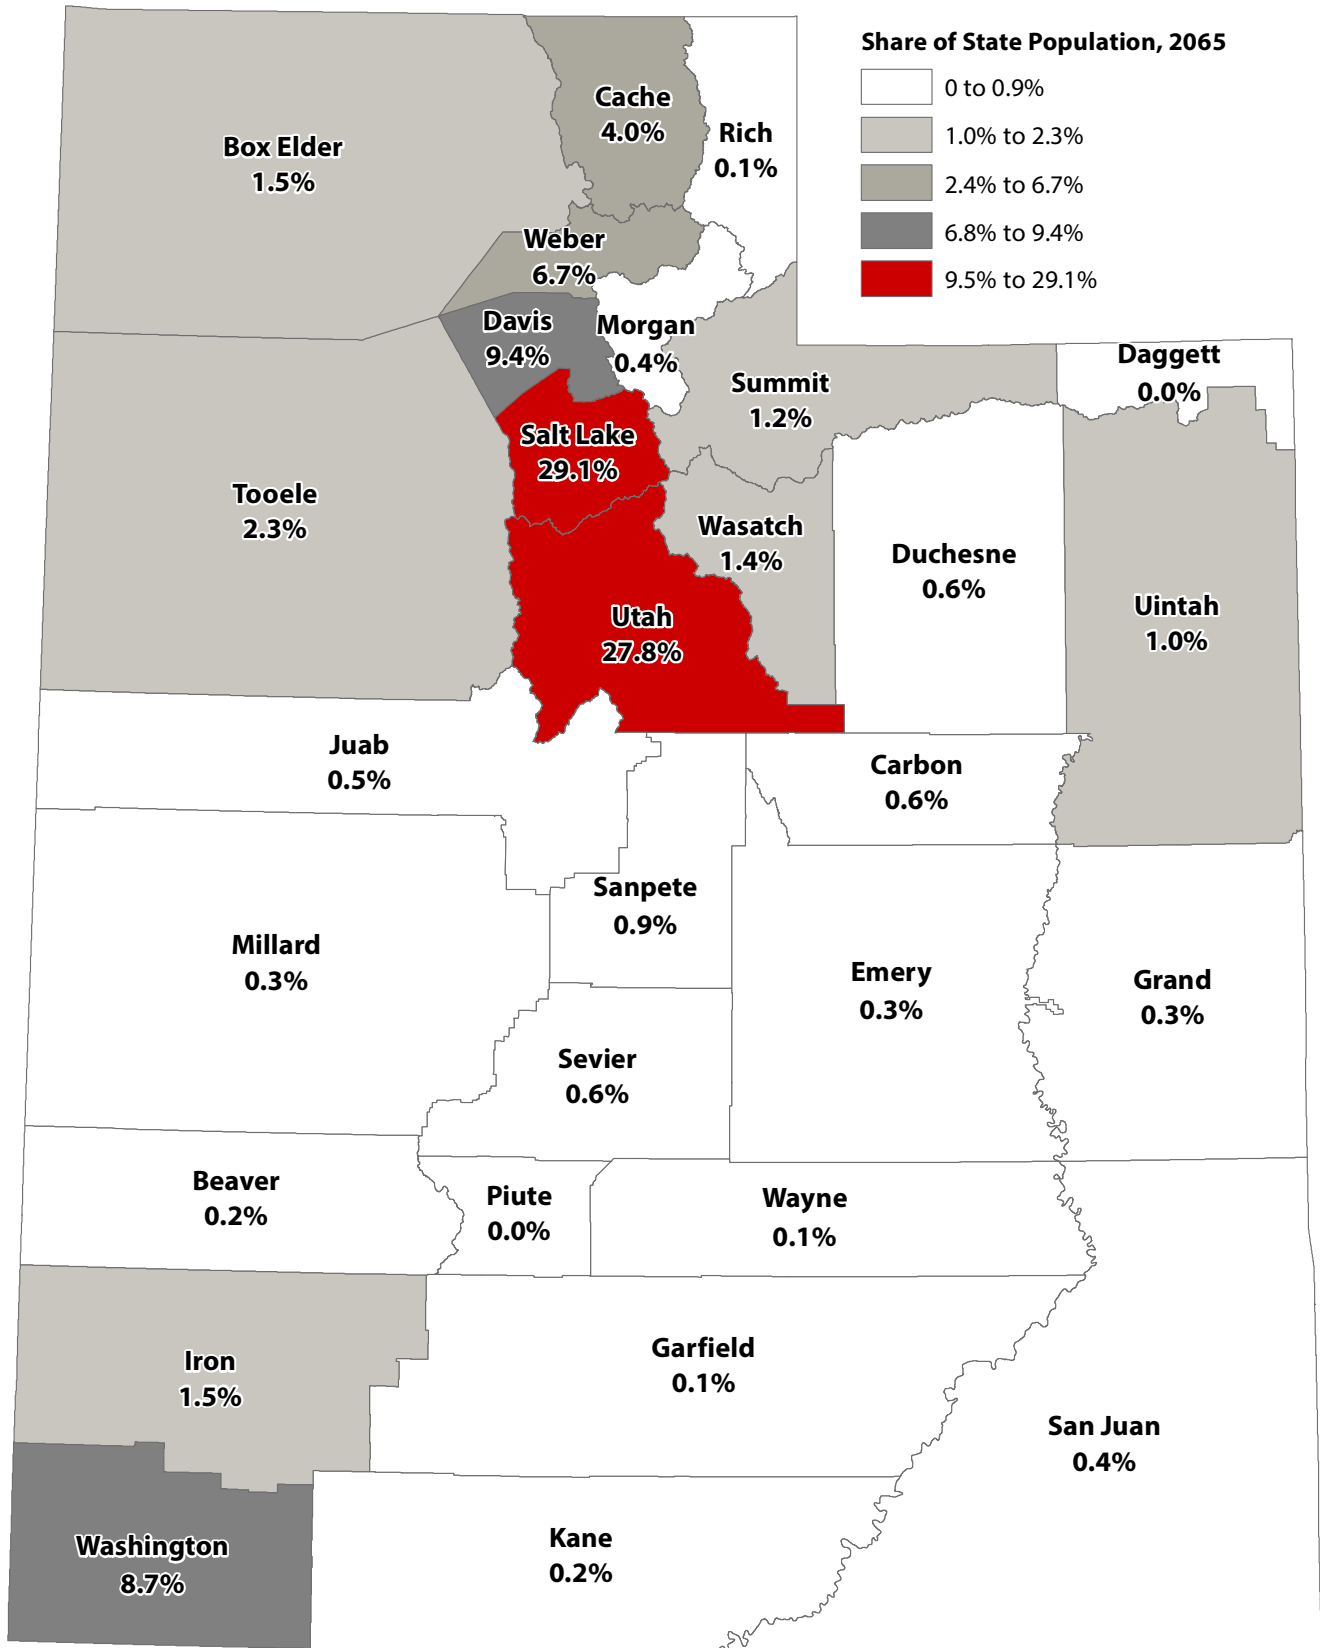 Share of State Population, 2065
0 to 0.9%
1.0% to 2.3%
2.4% to 6.7%
6.8% to 9.4%
9.5% to 29.1%
Cache
4.0%
Rich
0.1%
Box Elder
1.5%
Weber
6.7%
Davis
9.4%
Morgan
0.4%
Daggett
0.0%
Summit
1.2%
Salt Lake
29.1%
Tooele
2.3%
Wasatch
1.4%
Duchesne
0.6%
Uintah
1.0%
Utah
27.8%
Juab
0.5%
Carbon
0.6%
Sanpete
0.9%
Millard
0.3%
Emery
0.3%
Grand
0.3%
Sevier
0.6%
Beaver
0.2%
Piute
0.0%
Wayne
0.1%
Iron
1.5%
Garfield
0.1%
San Juan
0.4%
Washington
8.7%
Kane
0.2%